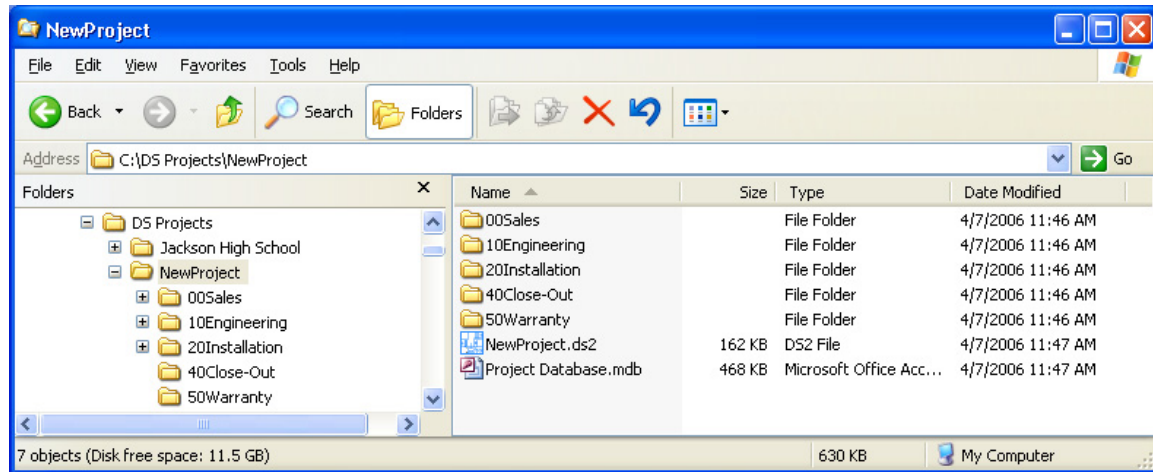 NewProject
File Edit View Favorites Tools Help
Back Search Folders
Address C:\DS Projects\NewProject Go
Folders
DS Projects
Jackson High School
NewProject
00Sales
10Engineering
20Installation
40Close-Out
50Warranty
Name Size Type Date Modified
00Sales File Folder 4/7/2006 11:46 AM
10Engineering File Folder 4/7/2006 11:46 AM
20Installation File Folder 4/7/2006 11:46 AM
40Close-Out File Folder 4/7/2006 11:46 AM
50Warranty File Folder 4/7/2006 11:46 AM
NewProject.ds2 162 KB DS2 File 4/7/2006 11:47 AM
Project Database.mdb 468 KB Microsoft Office Acc... 4/7/2006 11:47 AM
7 objects (Disk free space: 11.5 GB) 630 KB My Computer